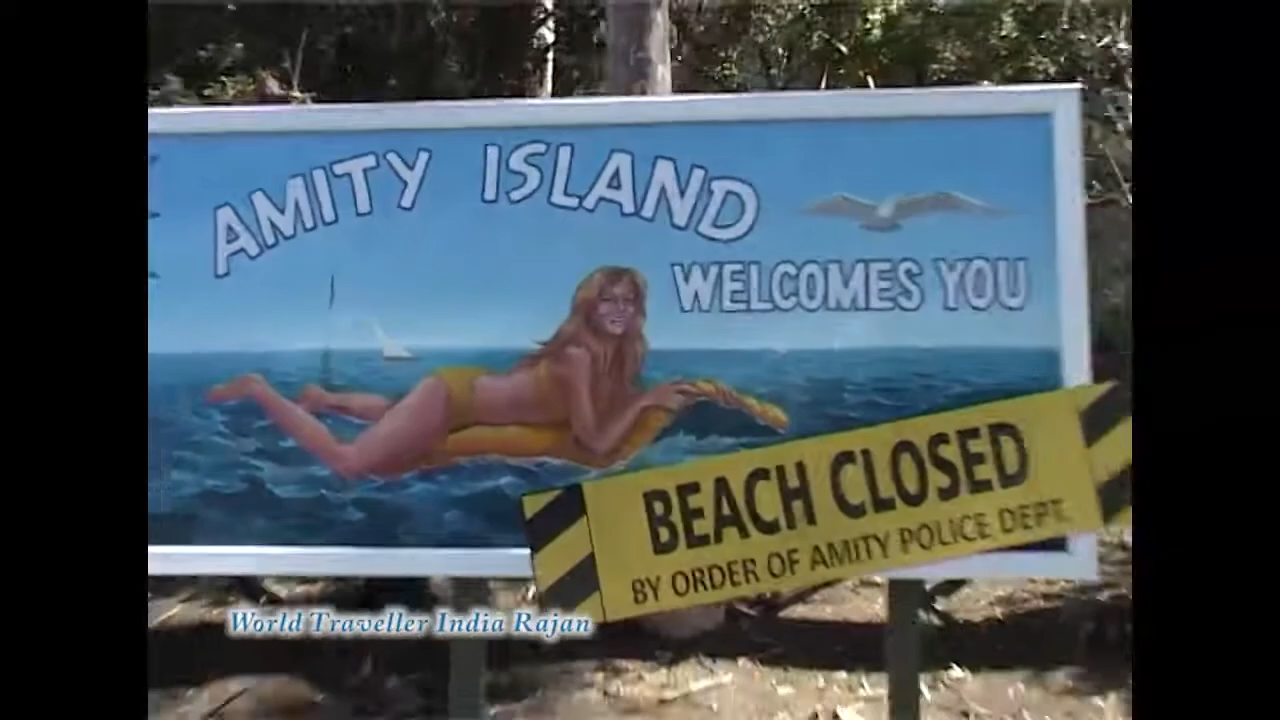 AMITY ISLAND
WELCOMES YOU
BEACH CLOSED
BY ORDER OF AMITY POLICE DEPT.
World Traveller India Rajan